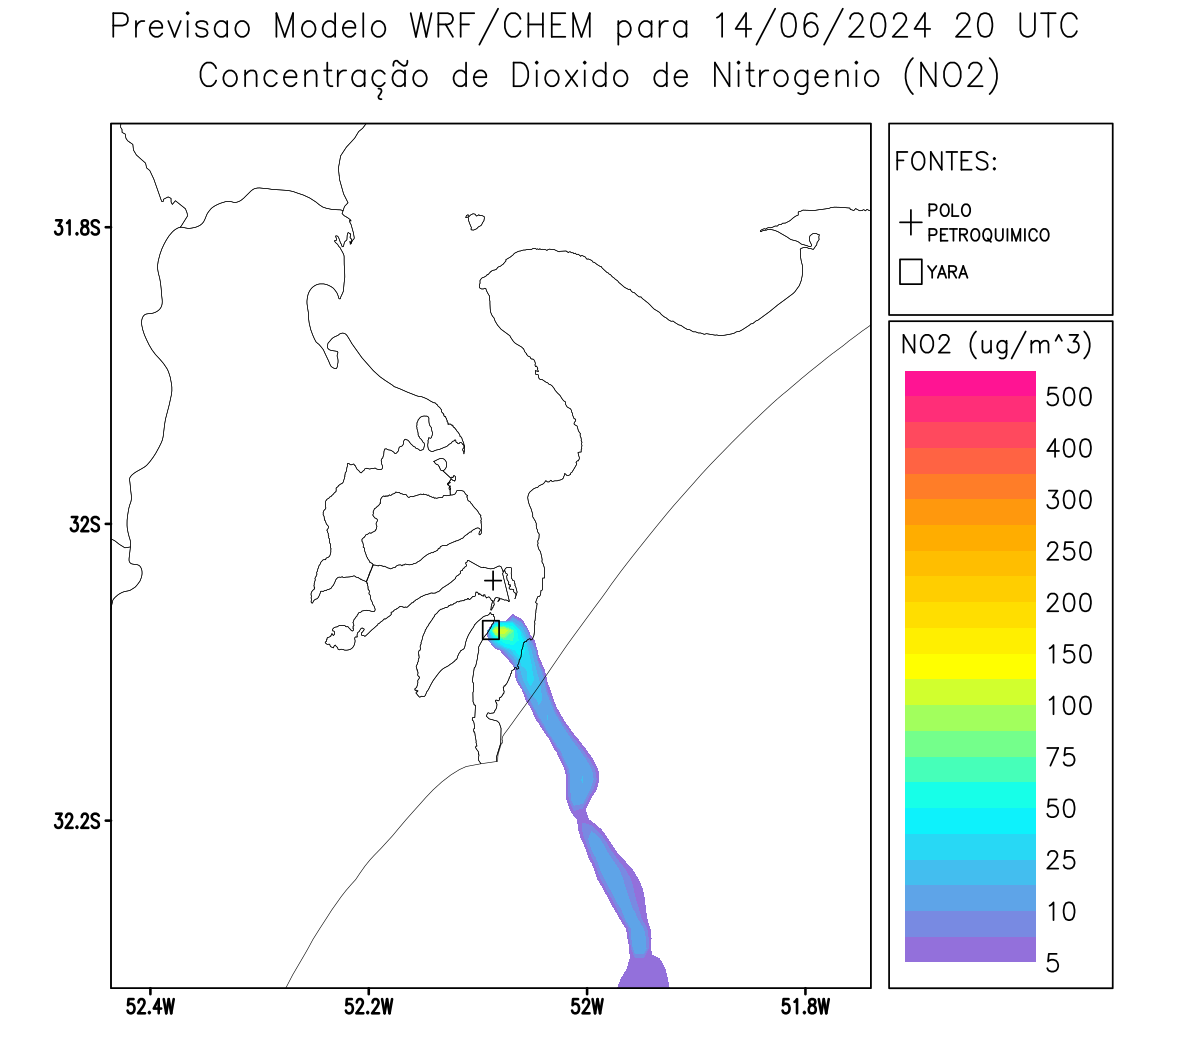 Previsao Modelo WRF/CHEM para 14/06/2024 20 UTC
Concentração de Dioxido de Nitrogenio (NO2)
FONTES:
POLO
PETROQUIMICO
YARA
NO2 (ug/m^3)
500
400
300
250
200
150
100
75
50
25
10
5
31.8S
32S
32.2S
52.4W
52.2W
52W
51.8W